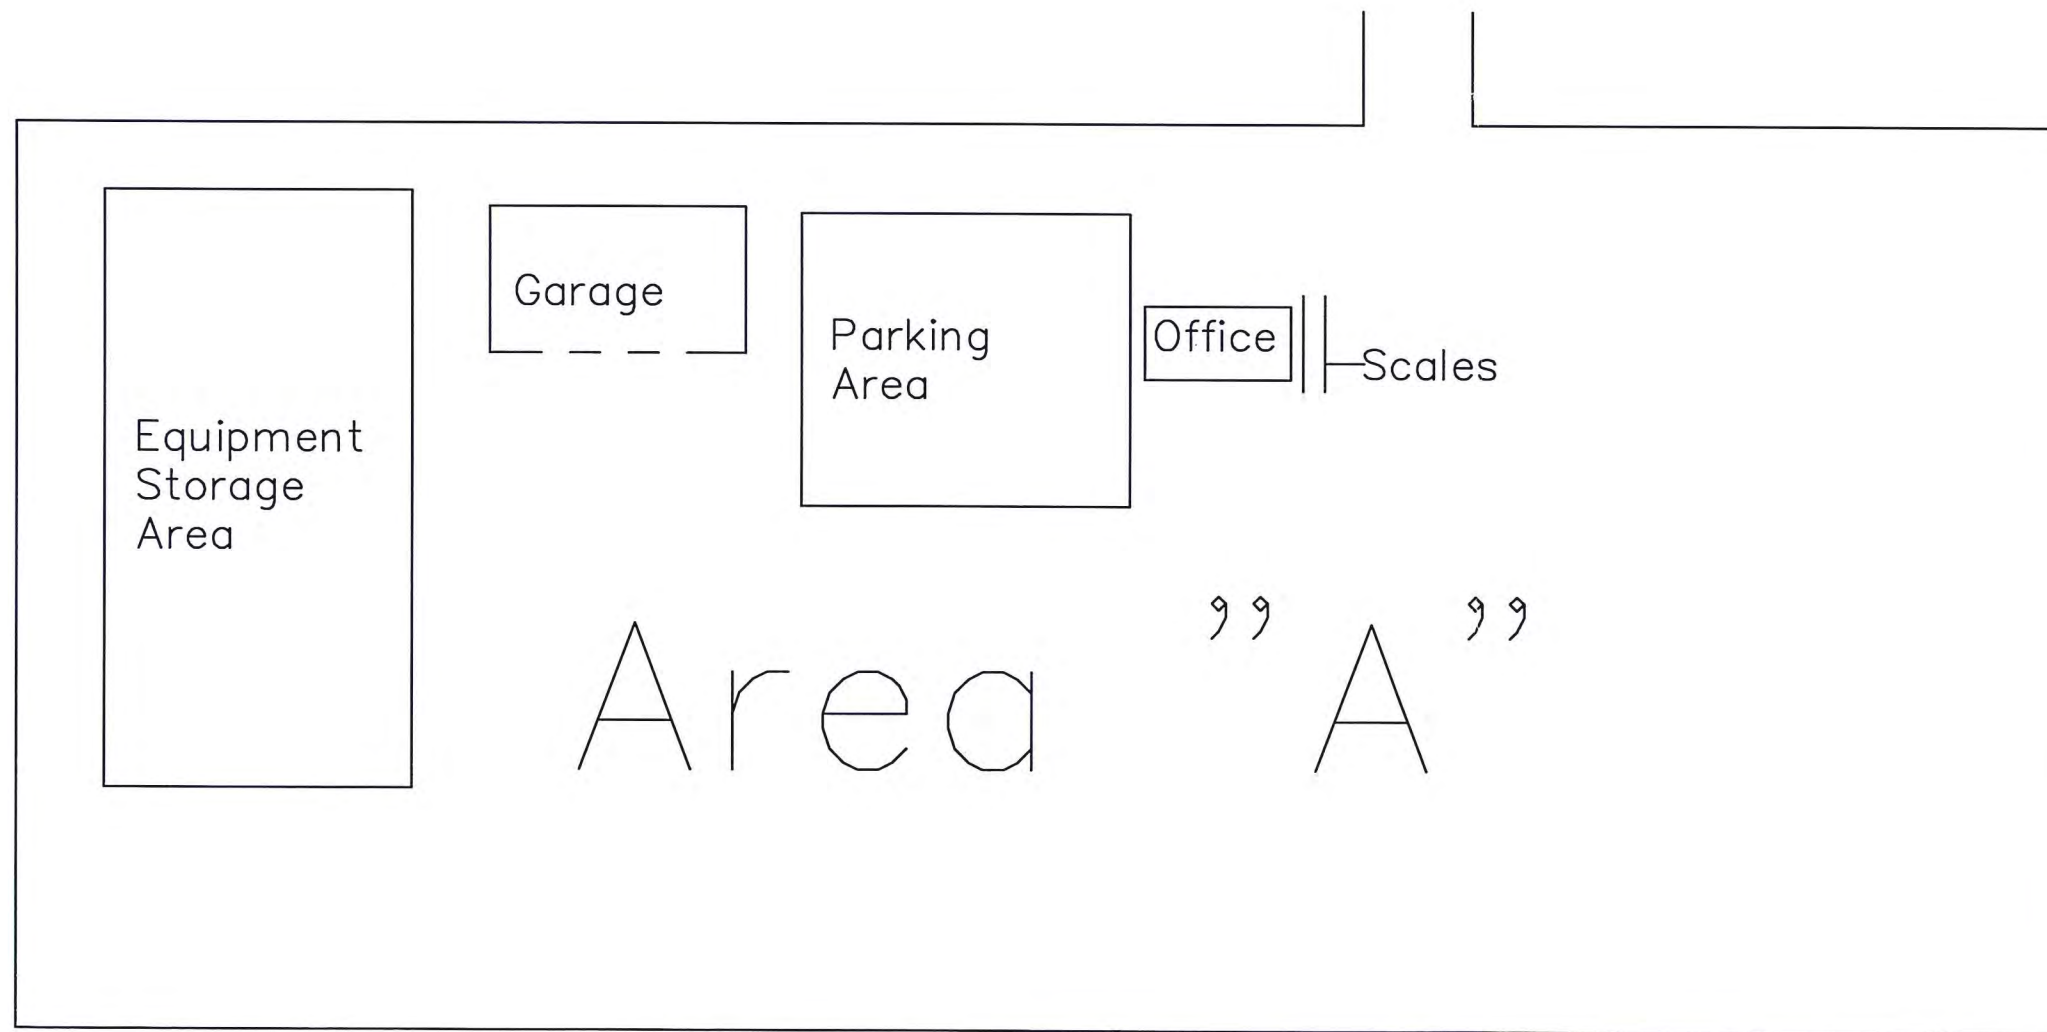 Garage
Parking
Area
Office
Scales
Equipment
Storage
Area
Area ”A”